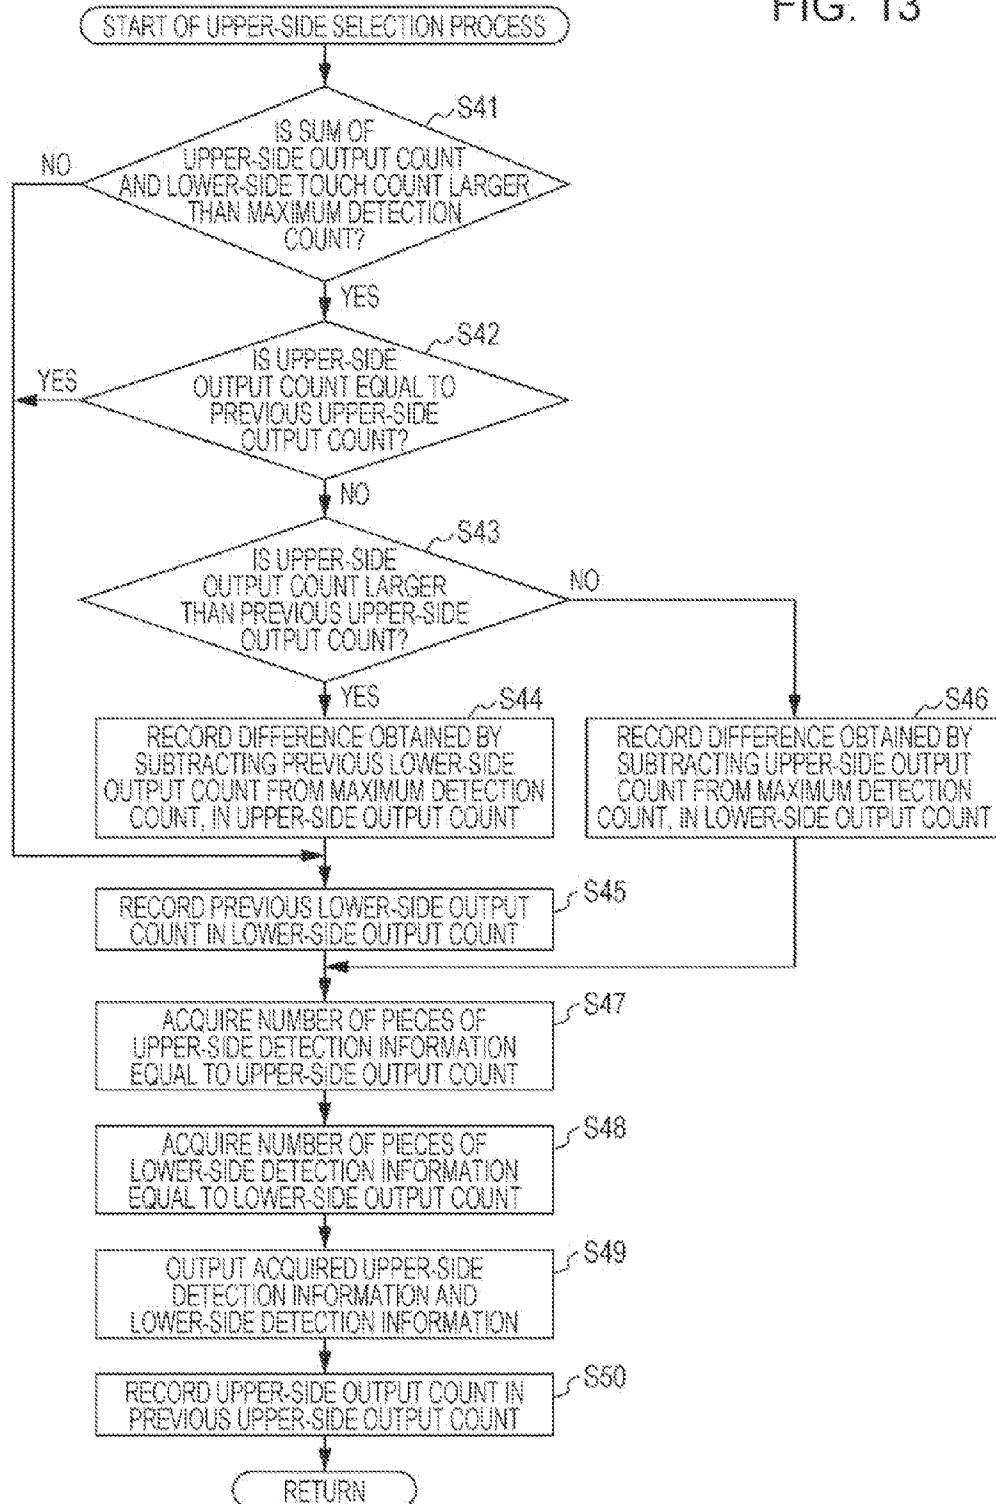 FIG. 13
START OF UPPER-SIDE SELECTION PROCESS
S41
IS SUM OF
UPPER-SIDE OUTPUT COUNT
AND LOWER-SIDE TOUCH COUNT LARGER
THAN MAXIMUM DETECTION
COUNT?
NO
YES
S42
IS UPPER-SIDE
OUTPUT COUNT EQUAL TO
PREVIOUS UPPER-SIDE
OUTPUT COUNT?
YES
NO
S43
IS UPPER-SIDE
OUTPUT COUNT LARGER
THAN PREVIOUS UPPER-SIDE
OUTPUT COUNT?
NO
YES
S44
RECORD DIFFERENCE OBTAINED BY
SUBTRACTING PREVIOUS LOWER-SIDE
OUTPUT COUNT FROM MAXIMUM DETECTION
COUNT, IN UPPER-SIDE OUTPUT COUNT
S46
RECORD DIFFERENCE OBTAINED BY
SUBTRACTING UPPER-SIDE OUTPUT
COUNT FROM MAXIMUM DETECTION
COUNT, IN LOWER-SIDE OUTPUT COUNT
S45
RECORD PREVIOUS LOWER-SIDE OUTPUT
COUNT IN LOWER-SIDE OUTPUT COUNT
S47
ACQUIRE NUMBER OF PIECES OF
UPPER-SIDE DETECTION INFORMATION
EQUAL TO UPPER-SIDE OUTPUT COUNT
S48
ACQUIRE NUMBER OF PIECES OF
LOWER-SIDE DETECTION INFORMATION
EQUAL TO LOWER-SIDE OUTPUT COUNT
S49
OUTPUT ACQUIRED UPPER-SIDE
DETECTION INFORMATION AND
LOWER-SIDE DETECTION INFORMATION
S50
RECORD UPPER-SIDE OUTPUT COUNT IN
PREVIOUS UPPER-SIDE OUTPUT COUNT
RETURN